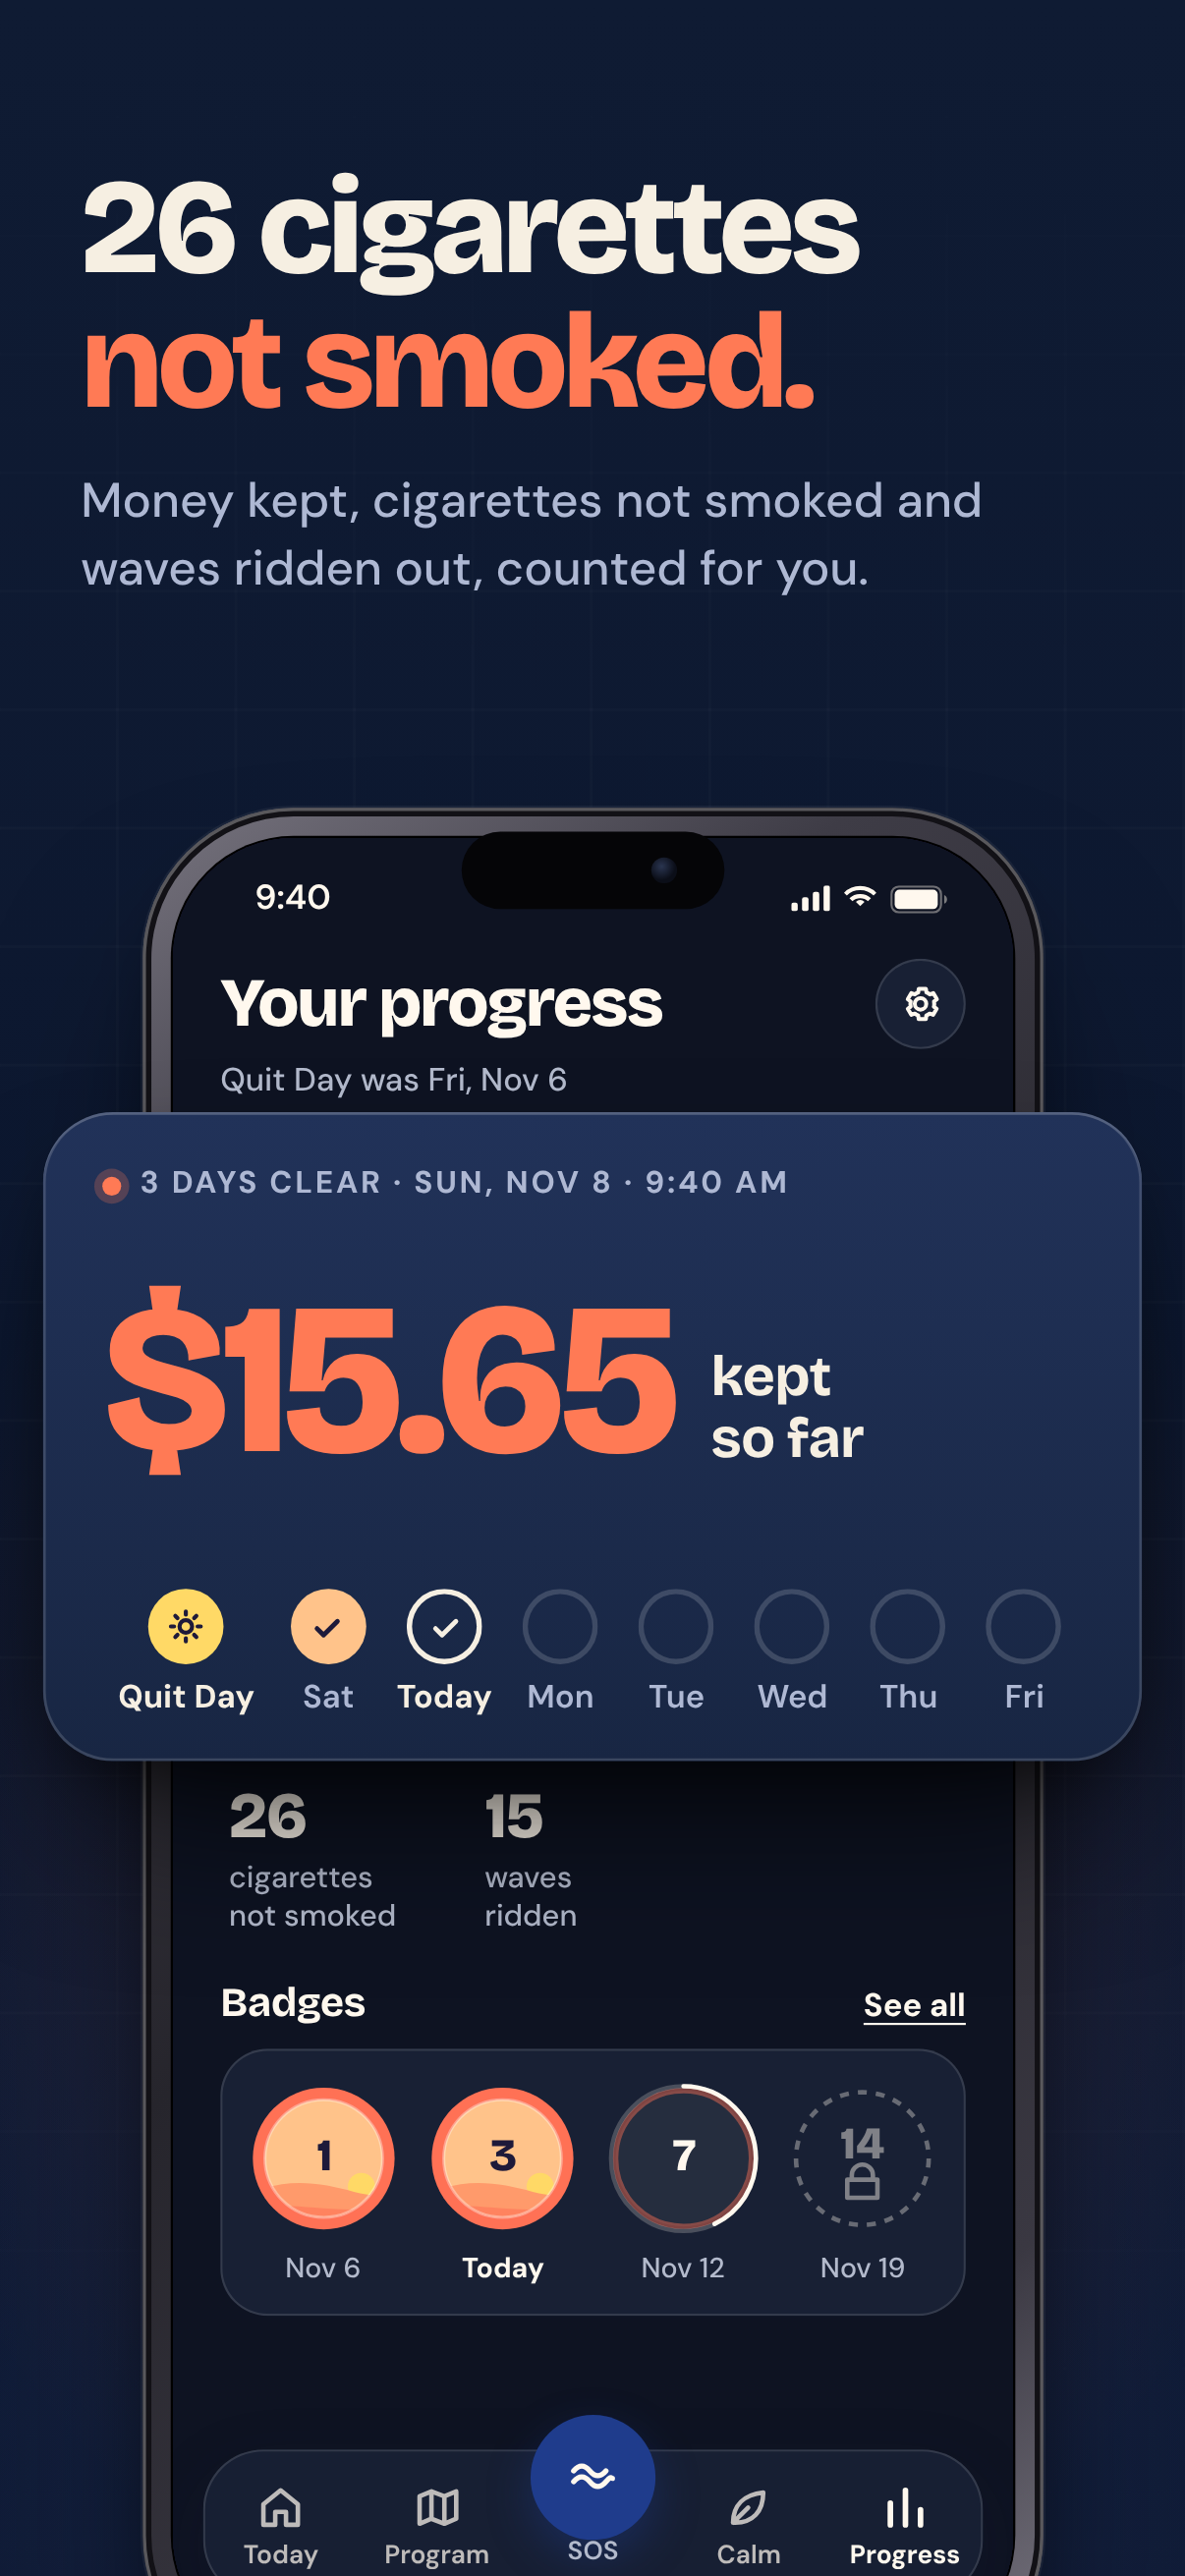 26 cigarettes
not smoked.
Money kept, cigarettes not smoked and
waves ridden out, counted for you.
9:40
Your progress
Quit Day was Fri, Nov 6
3 DAYS CLEAR · SUN, NOV 8 · 9:40 AM
$15.65 kept
so far
Quit Day Sat Today Mon Tue Wed Thu Fri
26 15
cigarettes waves
not smoked ridden
Badges See all
1 3 7 14
Nov 6 Today Nov 12 Nov 19
Today Program SOS Calm Progress